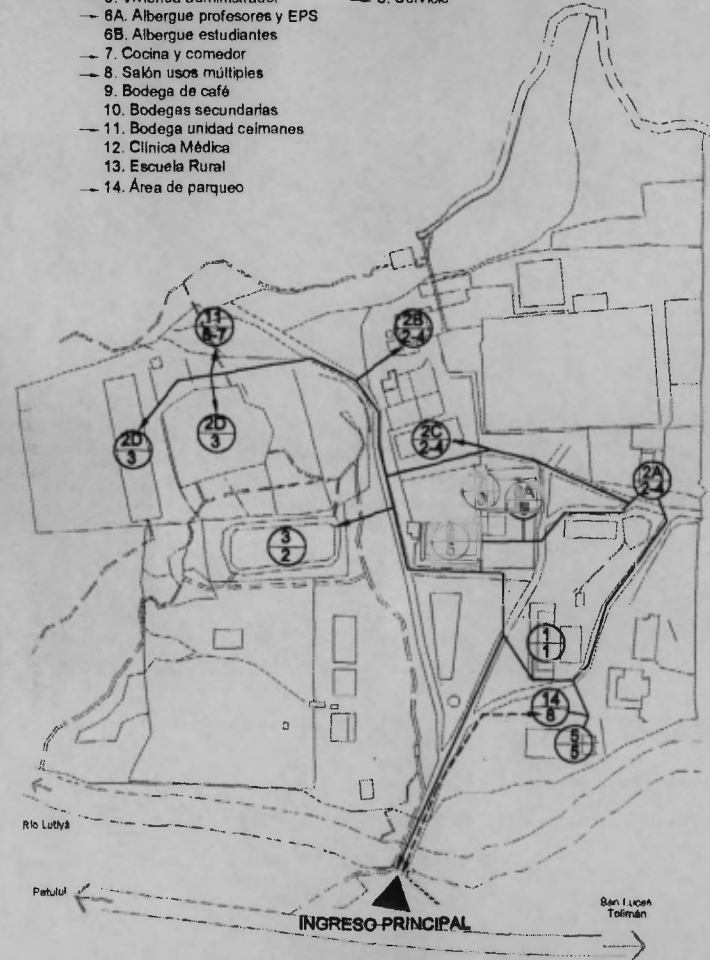 6A. Albergue profesores y EPS
6B. Albergue estudiantes
7. Cocina y comedor
8. Salón usos múltiples
9. Bodega de café
10. Bodegas secundarias
11. Bodega unidad caimanes
12. Clínica Médica
13. Escuela Rural
14. Área de parqueo
11
6-7
2B
2-4
2D
3
2D
3
2C
2-4
2A
2-4
3
2
1
1
14
8
5
5
Río Lutiyá
Patulul
San Lucas
Tolimán
INGRESO PRINCIPAL